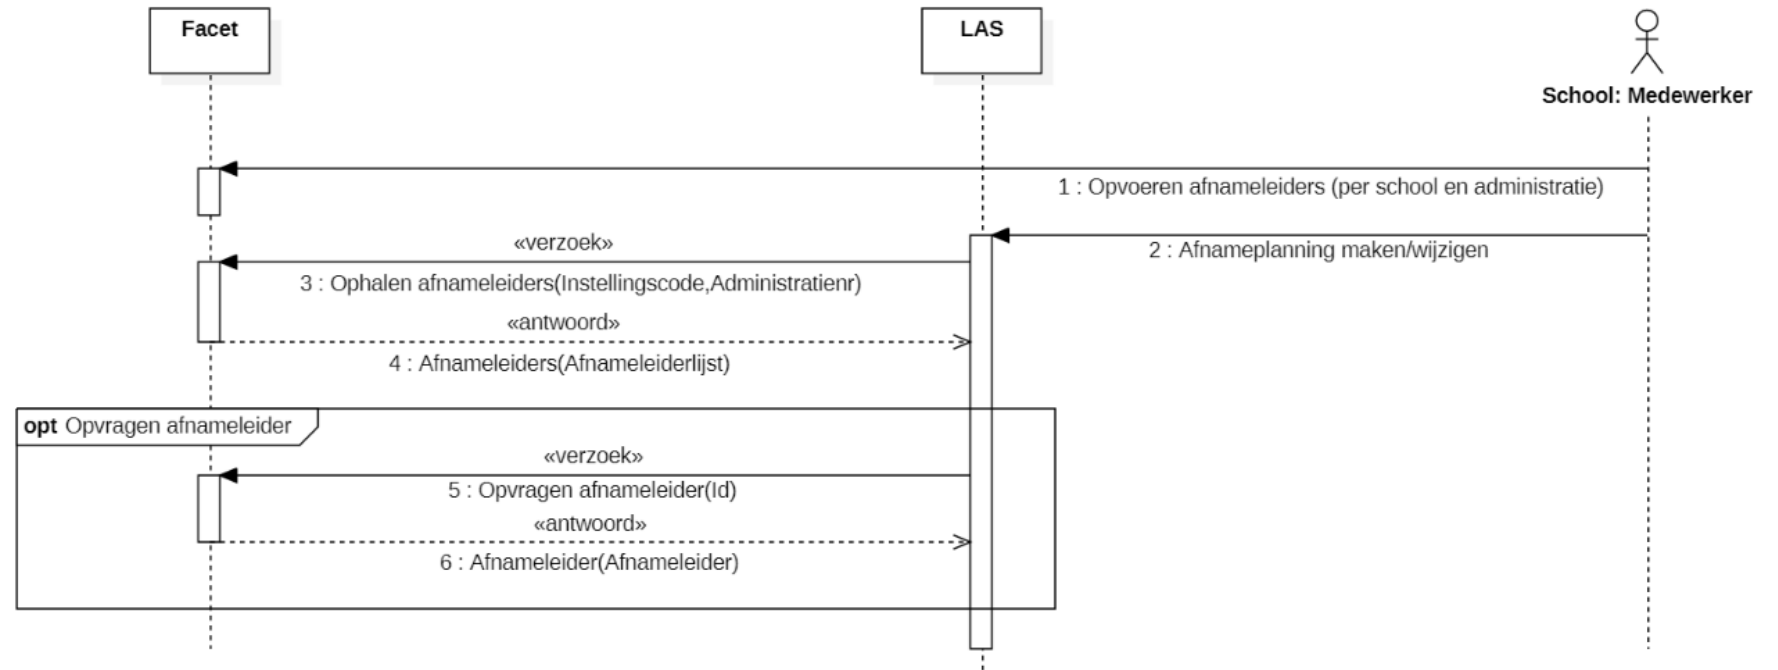 Facet
LAS
School: Medewerker
1 : Opvoeren afnameleiders (per school en administratie)
2 : Afnameplanning maken/wijzigen
«verzoek»
3 : Ophalen afnameleiders(Instellingscode,Administratienr)
«antwoord»
4 : Afnameleiders(Afnameleiderlijst)
opt Opvragen afnameleider
«verzoek»
5 : Opvragen afnameleider(Id)
«antwoord»
6 : Afnameleider(Afnameleider)